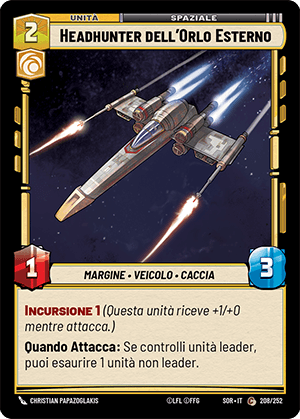 UNITÀ
SPAZIALE
2
HEADHUNTER DELL'ORLO ESTERNO
1
3
MARGINE • VEICOLO • CACCIA
INCURSIONE 1 (Questa unità riceve +1/+0
mentre attacca.)
Quando Attacca: Se controlli unità leader,
puoi esaurire 1 unità non leader.
CHRISTIAN PAPAZOGLAKIS
©LFL ©FFG
SOR • IT
C
208/252